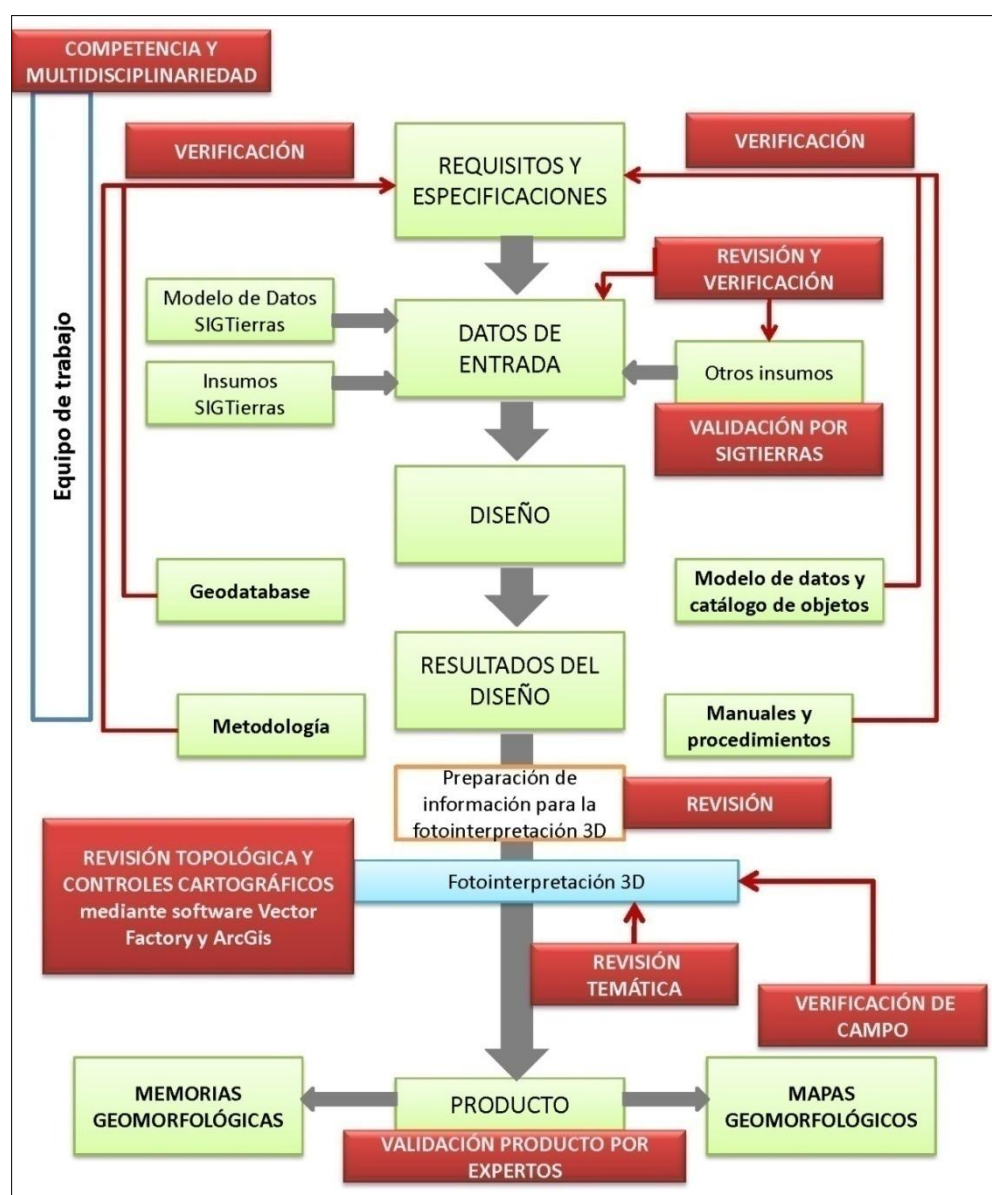 COMPETENCIA Y
MULTIDISCIPLINARIEDAD
VERIFICACIÓN
REQUISITOS Y
ESPECIFICACIONES
VERIFICACIÓN
REVISIÓN Y
VERIFICACIÓN
Modelo de Datos
SIGTierras
DATOS DE
ENTRADA
Otros insumos
Insumos
SIGTierras
VALIDACIÓN POR
SIGTIERRAS
Equipo de trabajo
DISEÑO
Geodatabase
Modelo de datos y
catálogo de objetos
RESULTADOS DEL
DISEÑO
Metodología
Manuales y
procedimientos
Preparación de
información para la
fotointerpretación 3D
REVISIÓN
REVISIÓN TOPOLÓGICA Y
CONTROLES CARTOGRÁFICOS
mediante software Vector
Factory y ArcGis
Fotointerpretación 3D
REVISIÓN
TEMÁTICA
VERIFICACIÓN DE
CAMPO
MEMORIAS
GEOMORFOLÓGICAS
PRODUCTO
MAPAS
GEOMORFOLÓGICOS
VALIDACIÓN PRODUCTO POR
EXPERTOS